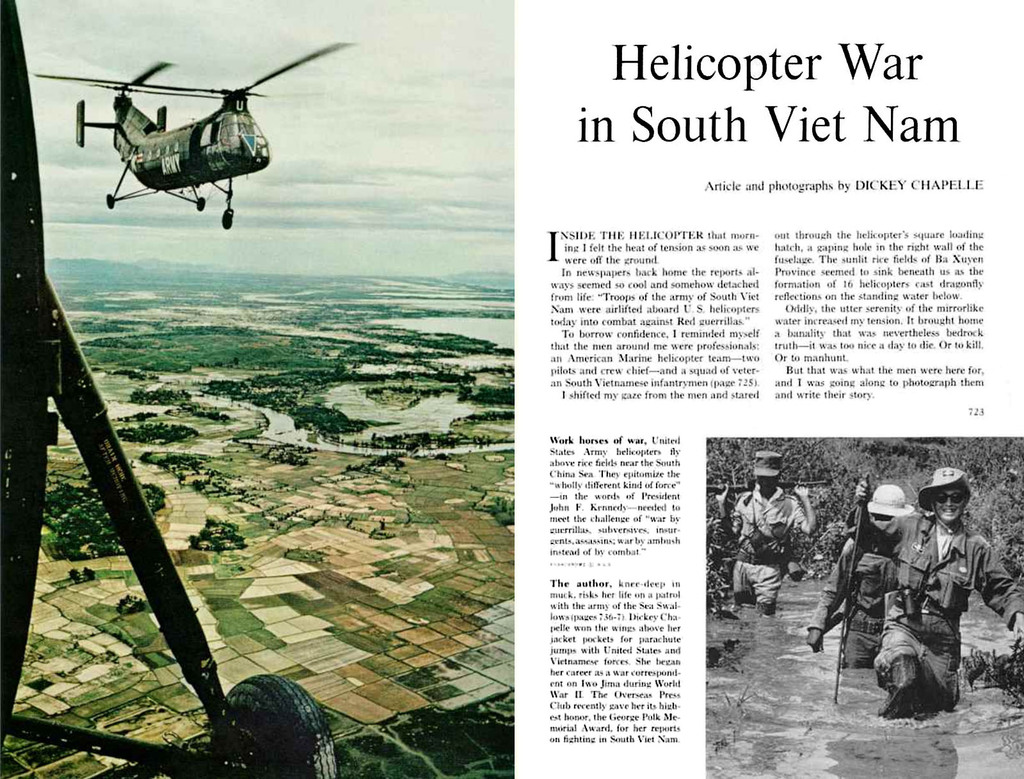 U
ARMY
Helicopter War
in South Viet Nam
Article and photographs by DICKEY CHAPELLE
INSIDE THE HELICOPTER that morn-
ing I felt the heat of tension as soon as we
were off the ground.
In newspapers back home the reports al-
ways seemed so cool and somehow detached
from life: "Troops of the army of South Viet
Nam were airlifted aboard U. S. helicopters
today into combat against Red guerrillas."
To borrow confidence, I reminded myself
that the men around me were professionals:
an American Marine helicopter team—two
pilots and crew chief—and a squad of veter-
an South Vietnamese infantrymen (page 725).
I shifted my gaze from the men and stared
out through the helicopter's square loading
hatch, a gaping hole in the right wall of the
fuselage. The sunlit rice fields of Ba Xuyen
Province seemed to sink beneath us as the
formation of 16 helicopters cast dragonfly
reflections on the standing water below.
Oddly, the utter serenity of the mirrorlike
water increased my tension. It brought home
a banality that was nevertheless bedrock
truth—it was too nice a day to die. Or to kill.
Or to manhunt.
But that was what the men were here for,
and I was going along to photograph them
and write their story.
723
Work horses of war, United
States Army helicopters fly
above rice fields near the South
China Sea. They epitomize the
"wholly different kind of force"
—in the words of President
John F. Kennedy—needed to
meet the challenge of "war by
guerrillas, subversives, insur-
gents, assassins; war by ambush
instead of by combat."
The author, knee-deep in
muck, risks her life on a patrol
with the army of the Sea Swal-
lows (pages 736-7). Dickey Cha-
pelle won the wings above her
jacket pockets for parachute
jumps with United States and
Vietnamese forces. She began
her career as a war correspond-
ent on Iwo Jima during World
War II. The Overseas Press
Club recently gave her its high-
est honor, the George Polk Me-
morial Award, for her reports
on fighting in South Viet Nam.